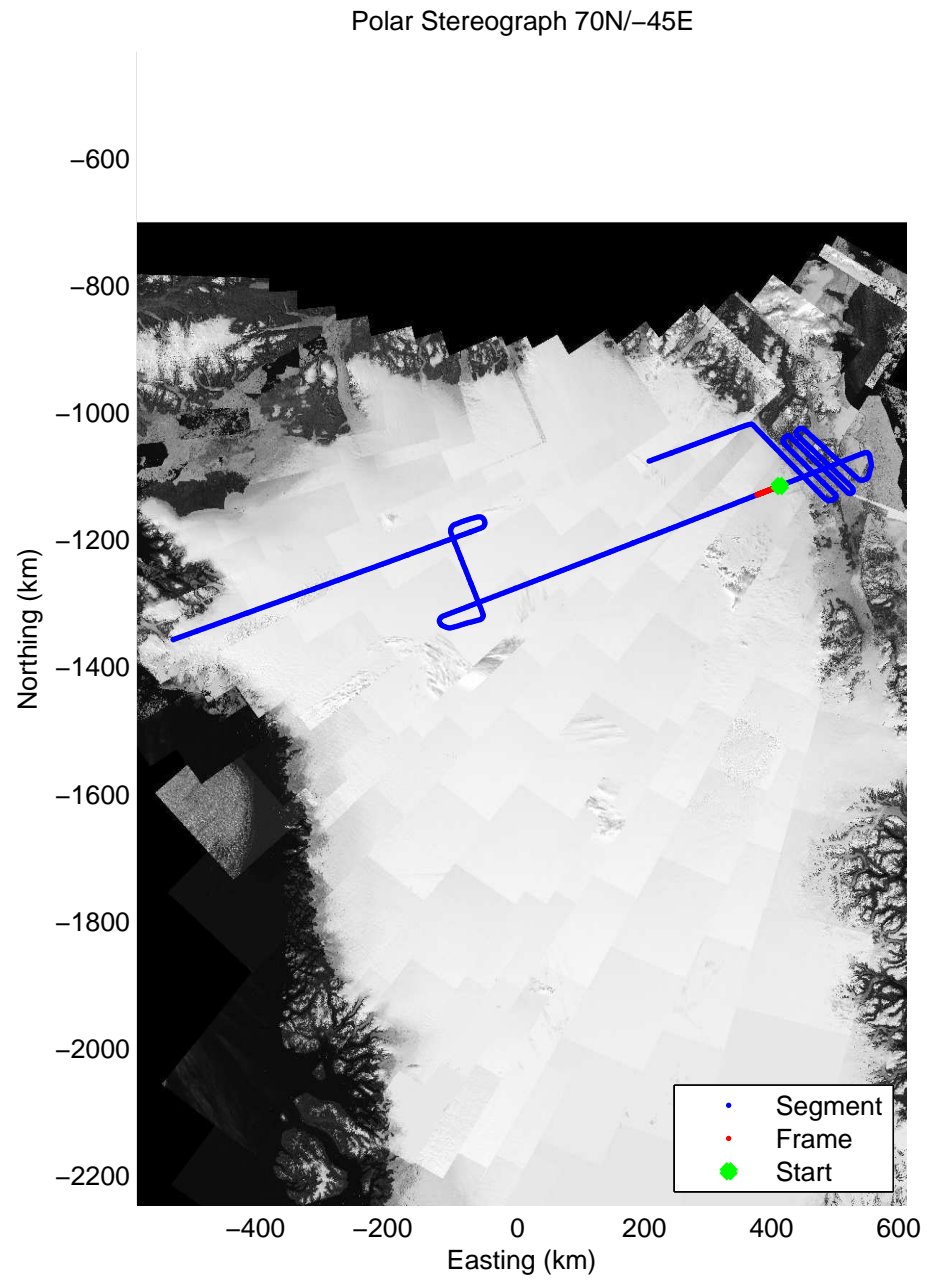 Polar Stereograph 70N/−45E
−600
−800
−1000
−1200
−1400
−1600
−1800
−2000
−2200
Northing (km)
−400 −200 0 200 400 600
Easting (km)
Segment
Frame
Start